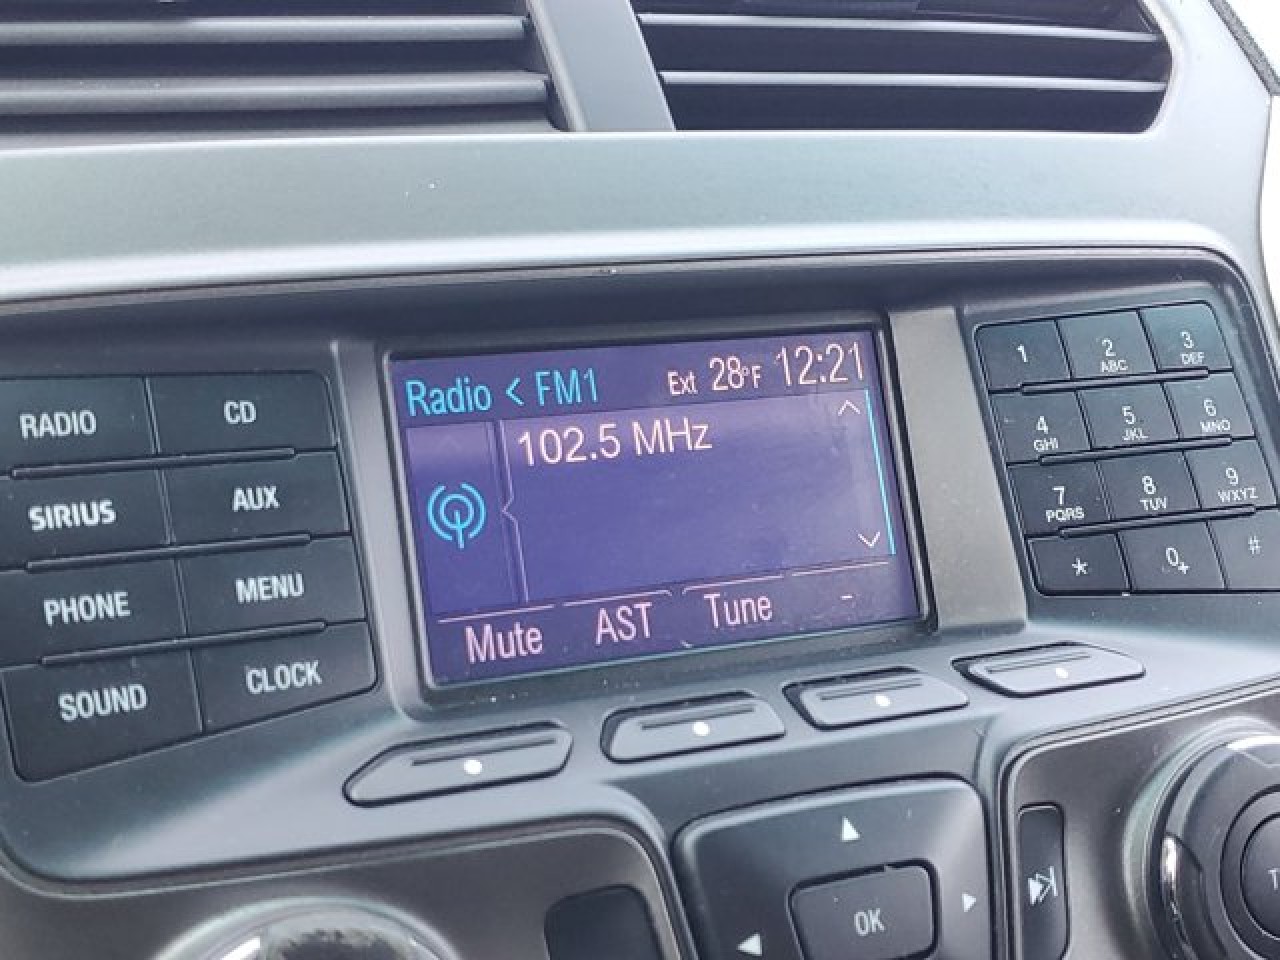 Radio < FM1 Ext 28°F 12:21
102.5 MHz
Mute AST Tune -
RADIO CD
SIRIUS AUX
PHONE MENU
SOUND CLOCK
1 2 ABC 3 DEF
4 GHI 5 JKL 6 MNO
7 PQRS 8 TUV 9 WXYZ
* 0+ #
OK